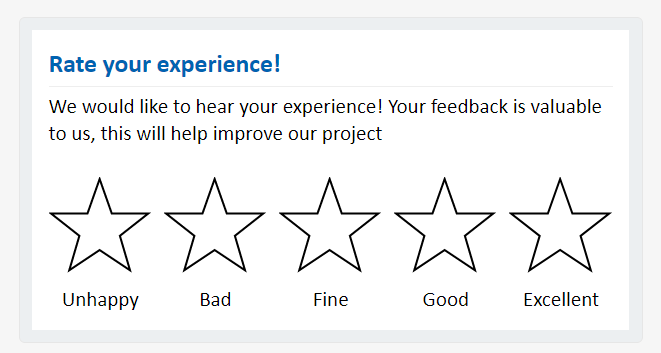 Rate your experience!
We would like to hear your experience! Your feedback is valuable
to us, this will help improve our project
Unhappy Bad Fine Good Excellent